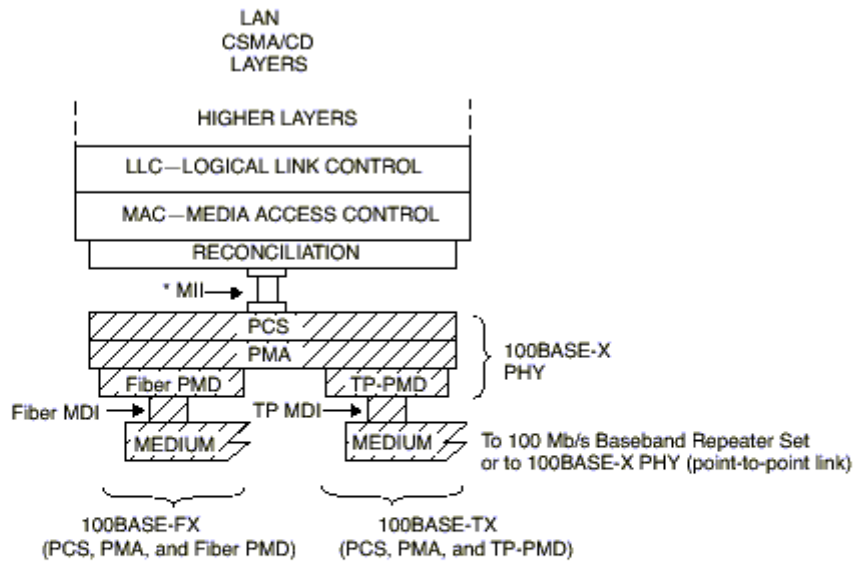 LAN
CSMA/CD
LAYERS
HIGHER LAYERS
LLC—LOGICAL LINK CONTROL
MAC—MEDIA ACCESS CONTROL
RECONCILIATION
* MII
PCS
PMA
100BASE-X
PHY
Fiber PMD
TP-PMD
Fiber MDI
TP MDI
MEDIUM
MEDIUM
To 100 Mb/s Baseband Repeater Set
or to 100BASE-X PHY (point-to-point link)
100BASE-FX
(PCS, PMA, and Fiber PMD)
100BASE-TX
(PCS, PMA, and TP-PMD)